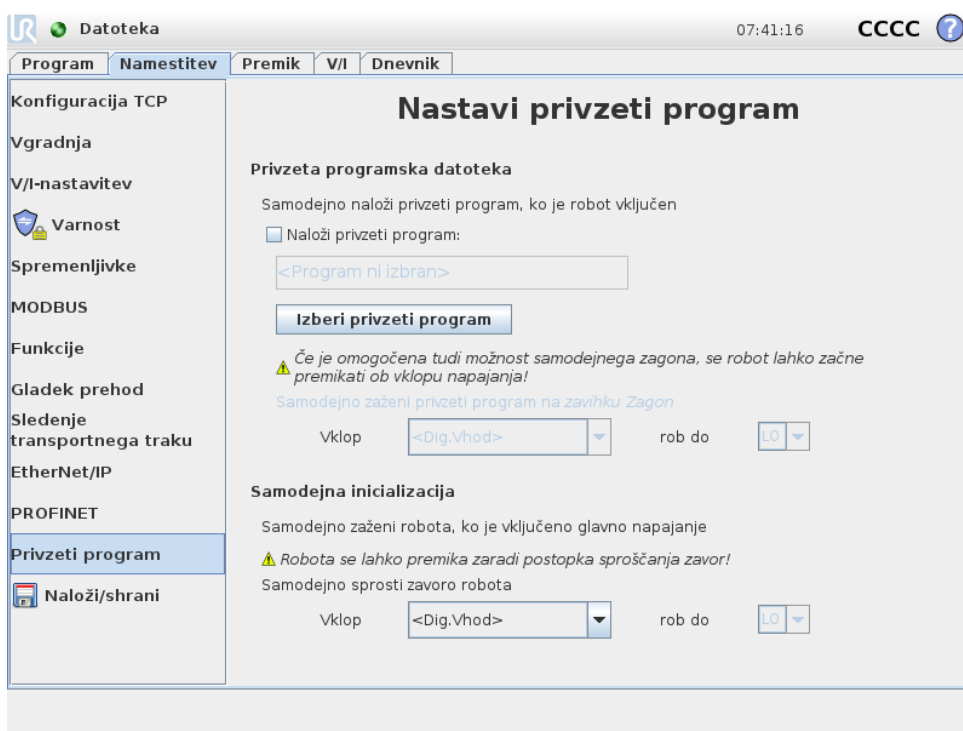 UR Datoteka 07:41:16 CCCC ?
Program Namestitev Premik V/I Dnevnik
Konfiguracija TCP
Vgradnja
V/I-nastavitev
Varnost
Spremenljivke
MODBUS
Funkcije
Gladek prehod
Sledenje
transportnega traku
EtherNet/IP
PROFINET
Privzeti program
Naloži/shrani
Nastavi privzeti program
Privzeta programska datoteka
Samodejno naloži privzeti program, ko je robot vključen
Naloži privzeti program:
<Program ni izbran>
Izberi privzeti program
Če je omogočena tudi možnost samodejnega zagona, se robot lahko začne
premikati ob vklopu napajanja!
Samodejno zaženi privzeti program na zavihku Zagon
Vklop <Dig.Vhod> rob do LO
Samodejna inicializacija
Samodejno zaženi robota, ko je vključeno glavno napajanje
Robota se lahko premika zaradi postopka sproščanja zavor!
Samodejno sprosti zavoro robota
Vklop <Dig.Vhod> rob do LO